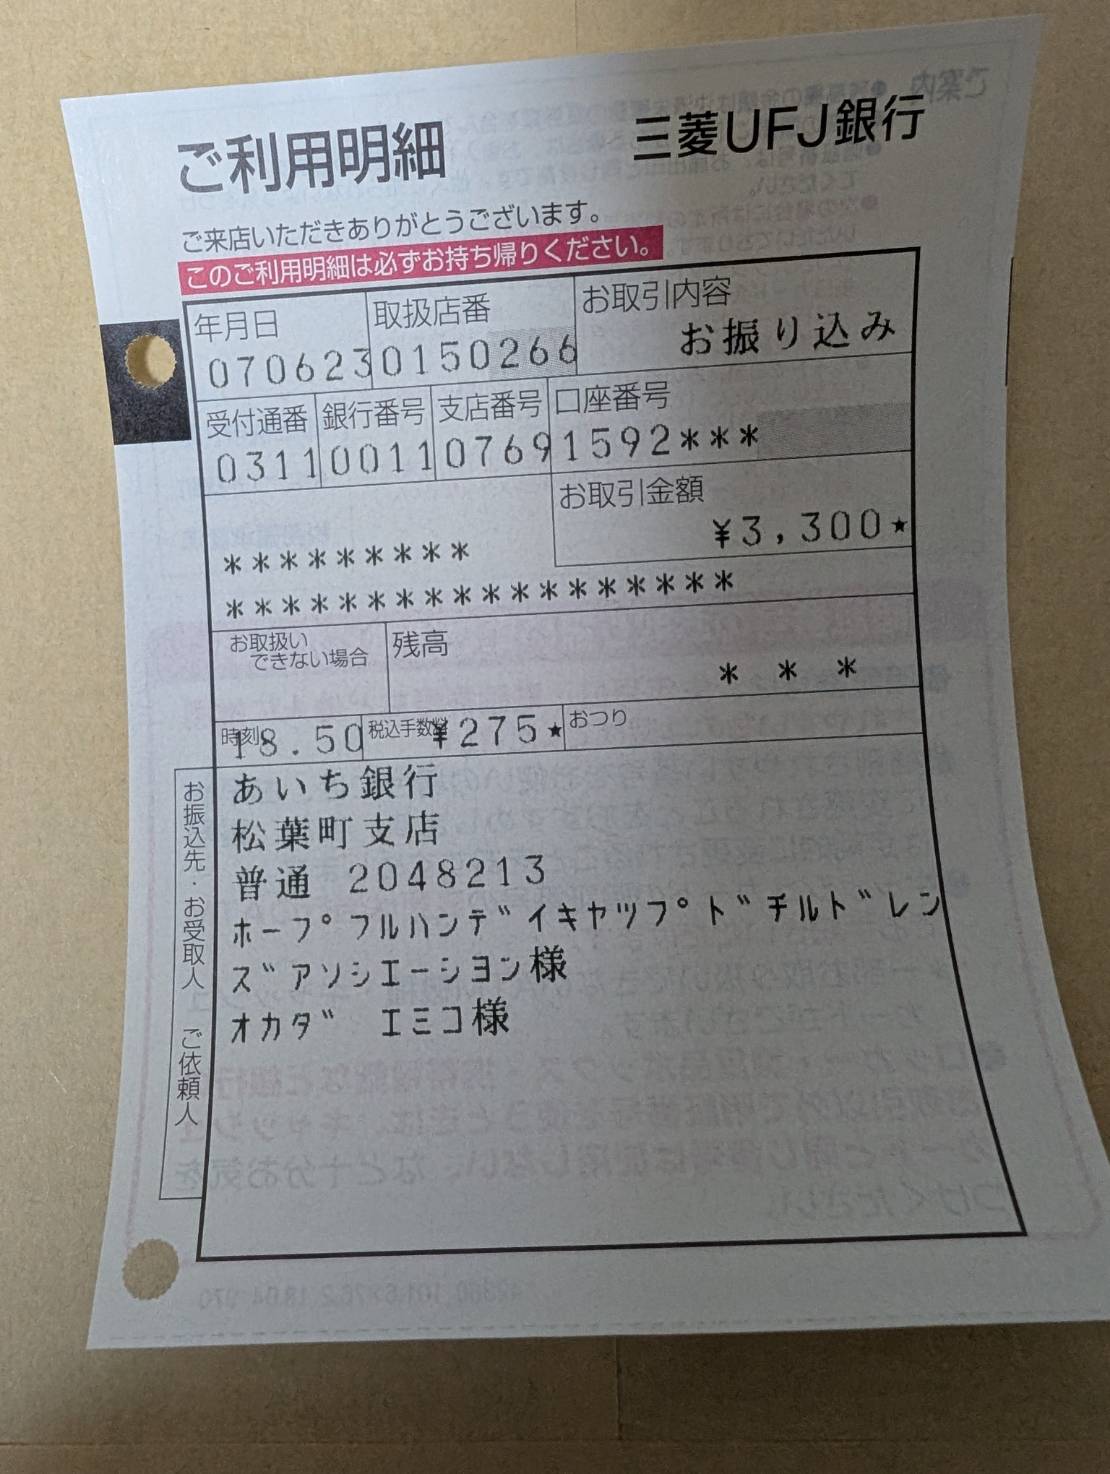 ご利用明細
三菱UFJ銀行
ご来店いただきありがとうございます。
このご利用明細は必ずお持ち帰りください。
年月日 取扱店番 お取引内容
070623 0150266 お振り込み
受付通番 銀行番号 支店番号 口座番号
0311 0011 0769 1592***
お取引金額
¥3,300★
*********
******************
お取扱い
できない場合
残高
* * *
時刻 税込手数料 おつり
18.50 ¥275★
お振込先・お受取人 ご依頼人
あいち銀行
松葉町支店
普通 2048213
ホープフルハンデイキヤツプドチルドレン
ズアソシエーシヨン様
オカダ エミコ様